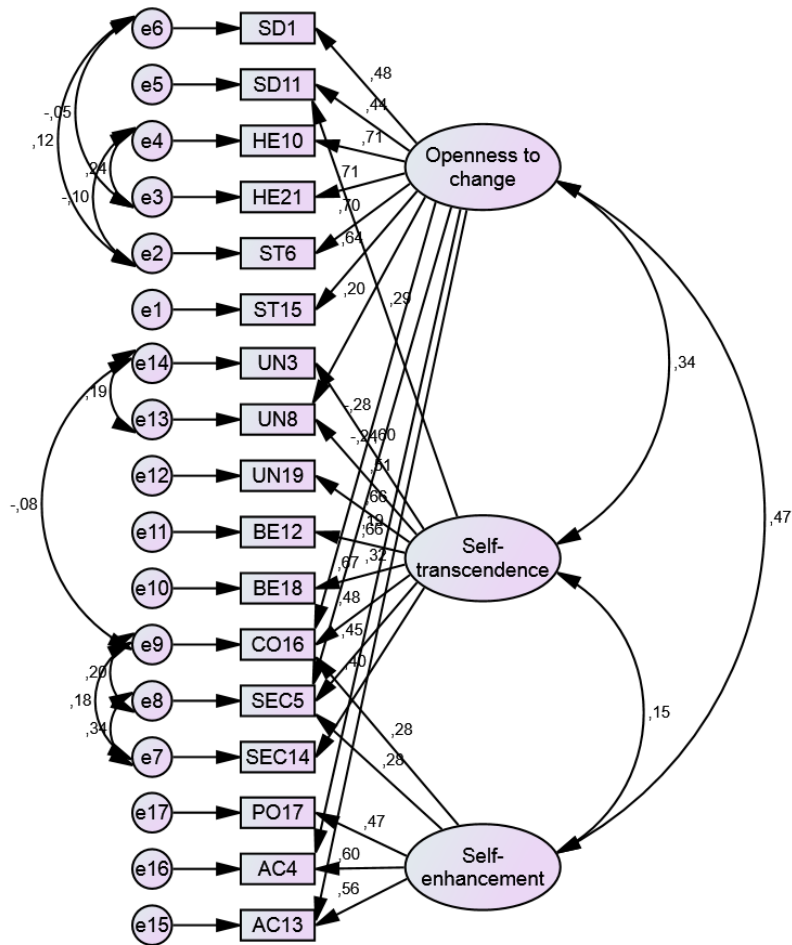 e6
SD1
,48
e5
SD11
,44
-,05
,12
e4
HE10
,71
Openness to
change
,24
-,10
e3
HE21
71
,70
e2
ST6
,64
e1
ST15
,20
,29
e14
UN3
,34
,19
e13
UN8
-,28
-,24
,60
,51
e12
UN19
,66
-,08
,19
,66
e11
BE12
,32
Self-
transcendence
,47
,67
e10
BE18
,48
e9
CO16
,45
,40
,20
,18
e8
SEC5
,15
,34
e7
SEC14
,28
,28
e17
PO17
,47
e16
AC4
,60
Self-
enhancement
,56
e15
AC13